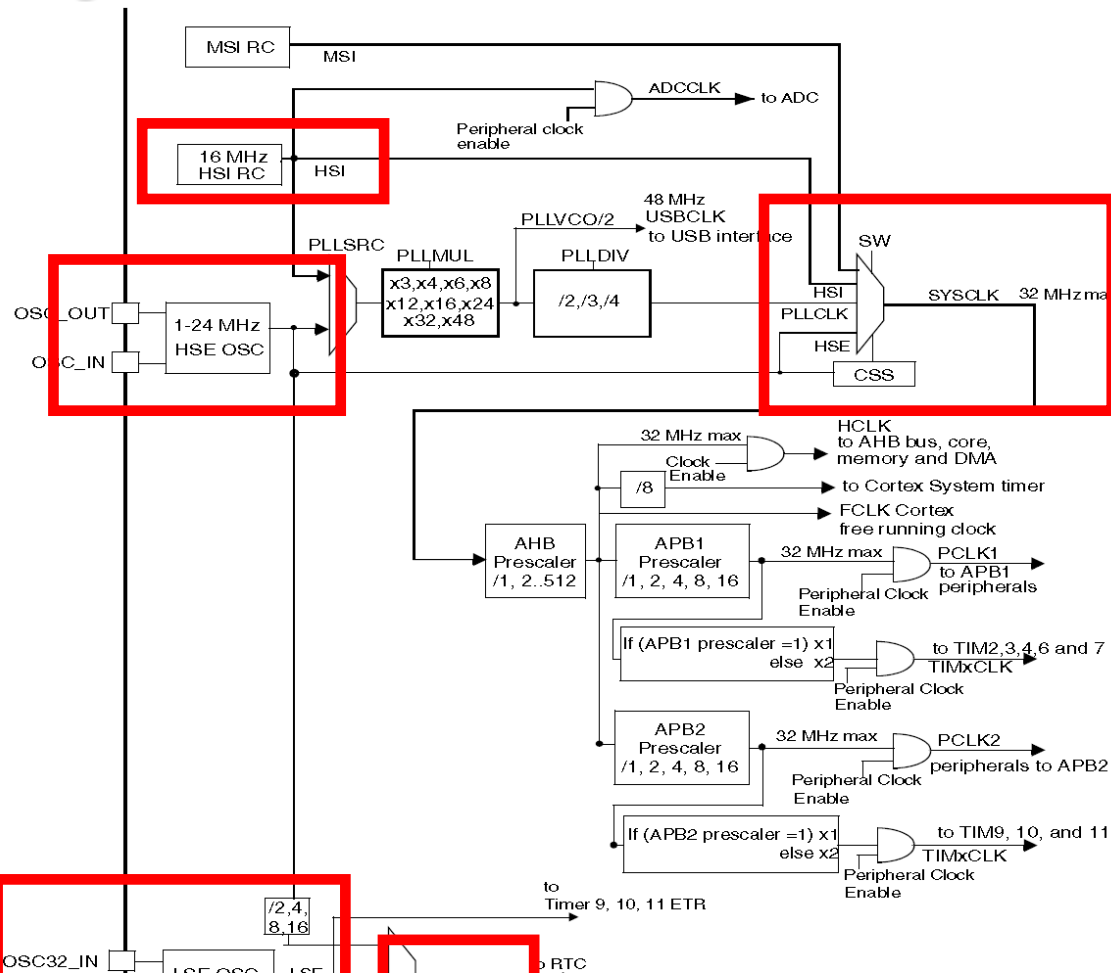 MSI RC
MSI
ADCCLK
to ADC
Peripheral clock
enable
16 MHz
HSI RC
HSI
48 MHz
USBCLK
to USB interface
PLLVCO/2
PLLSRC
PLLMUL
x3,x4,x6,x8
x12,x16,x24
x32,x48
PLLDIV
/2,/3,/4
SW
HSI
PLLCLK
HSE
SYSCLK
32 MHz ma
CSS
OSC_OUT
OSC_IN
1-24 MHz
HSE OSC
32 MHz max
Clock
Enable
HCLK
to AHB bus, core,
memory and DMA
/8
to Cortex System timer
FCLK Cortex
free running clock
AHB
Prescaler
/1, 2..512
APB1
Prescaler
/1, 2, 4, 8, 16
32 MHz max
Peripheral Clock
Enable
PCLK1
to APB1
peripherals
If (APB1 prescaler =1) x1
else x2
to TIM2,3,4,6 and 7
TIMxCLK
Peripheral Clock
Enable
APB2
Prescaler
/1, 2, 4, 8, 16
32 MHz max
Peripheral Clock
Enable
PCLK2
peripherals to APB2
If (APB2 prescaler =1) x1
else x2
to TIM9, 10, and 11
TIMxCLK
Peripheral Clock
Enable
/2,4,
8,16
to
Timer 9, 10, 11 ETR
OSC32_IN
LSE OSC
LSE
RTC